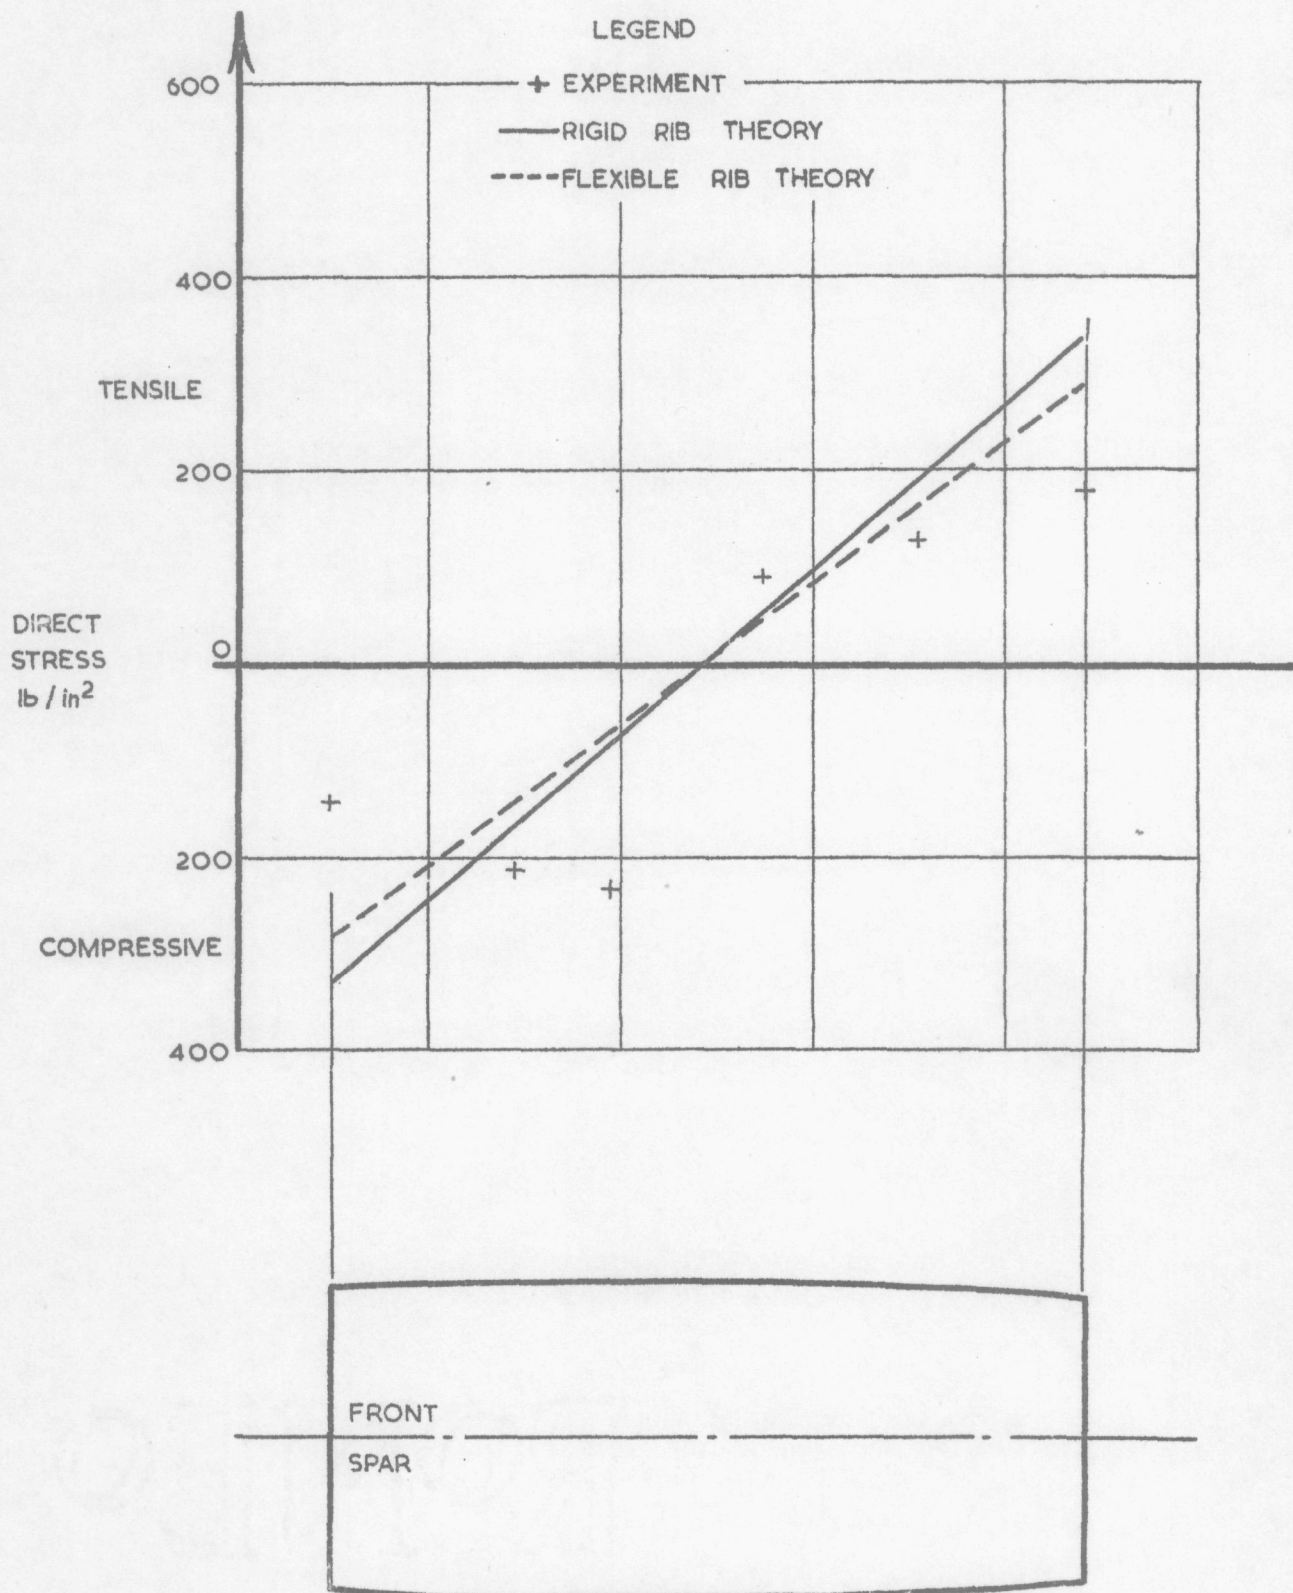 LEGEND
+ EXPERIMENT
RIGID RIB THEORY
FLEXIBLE RIB THEORY
600
400
TENSILE
200
DIRECT
STRESS
lb / in²
0
200
COMPRESSIVE
400
FRONT
SPAR